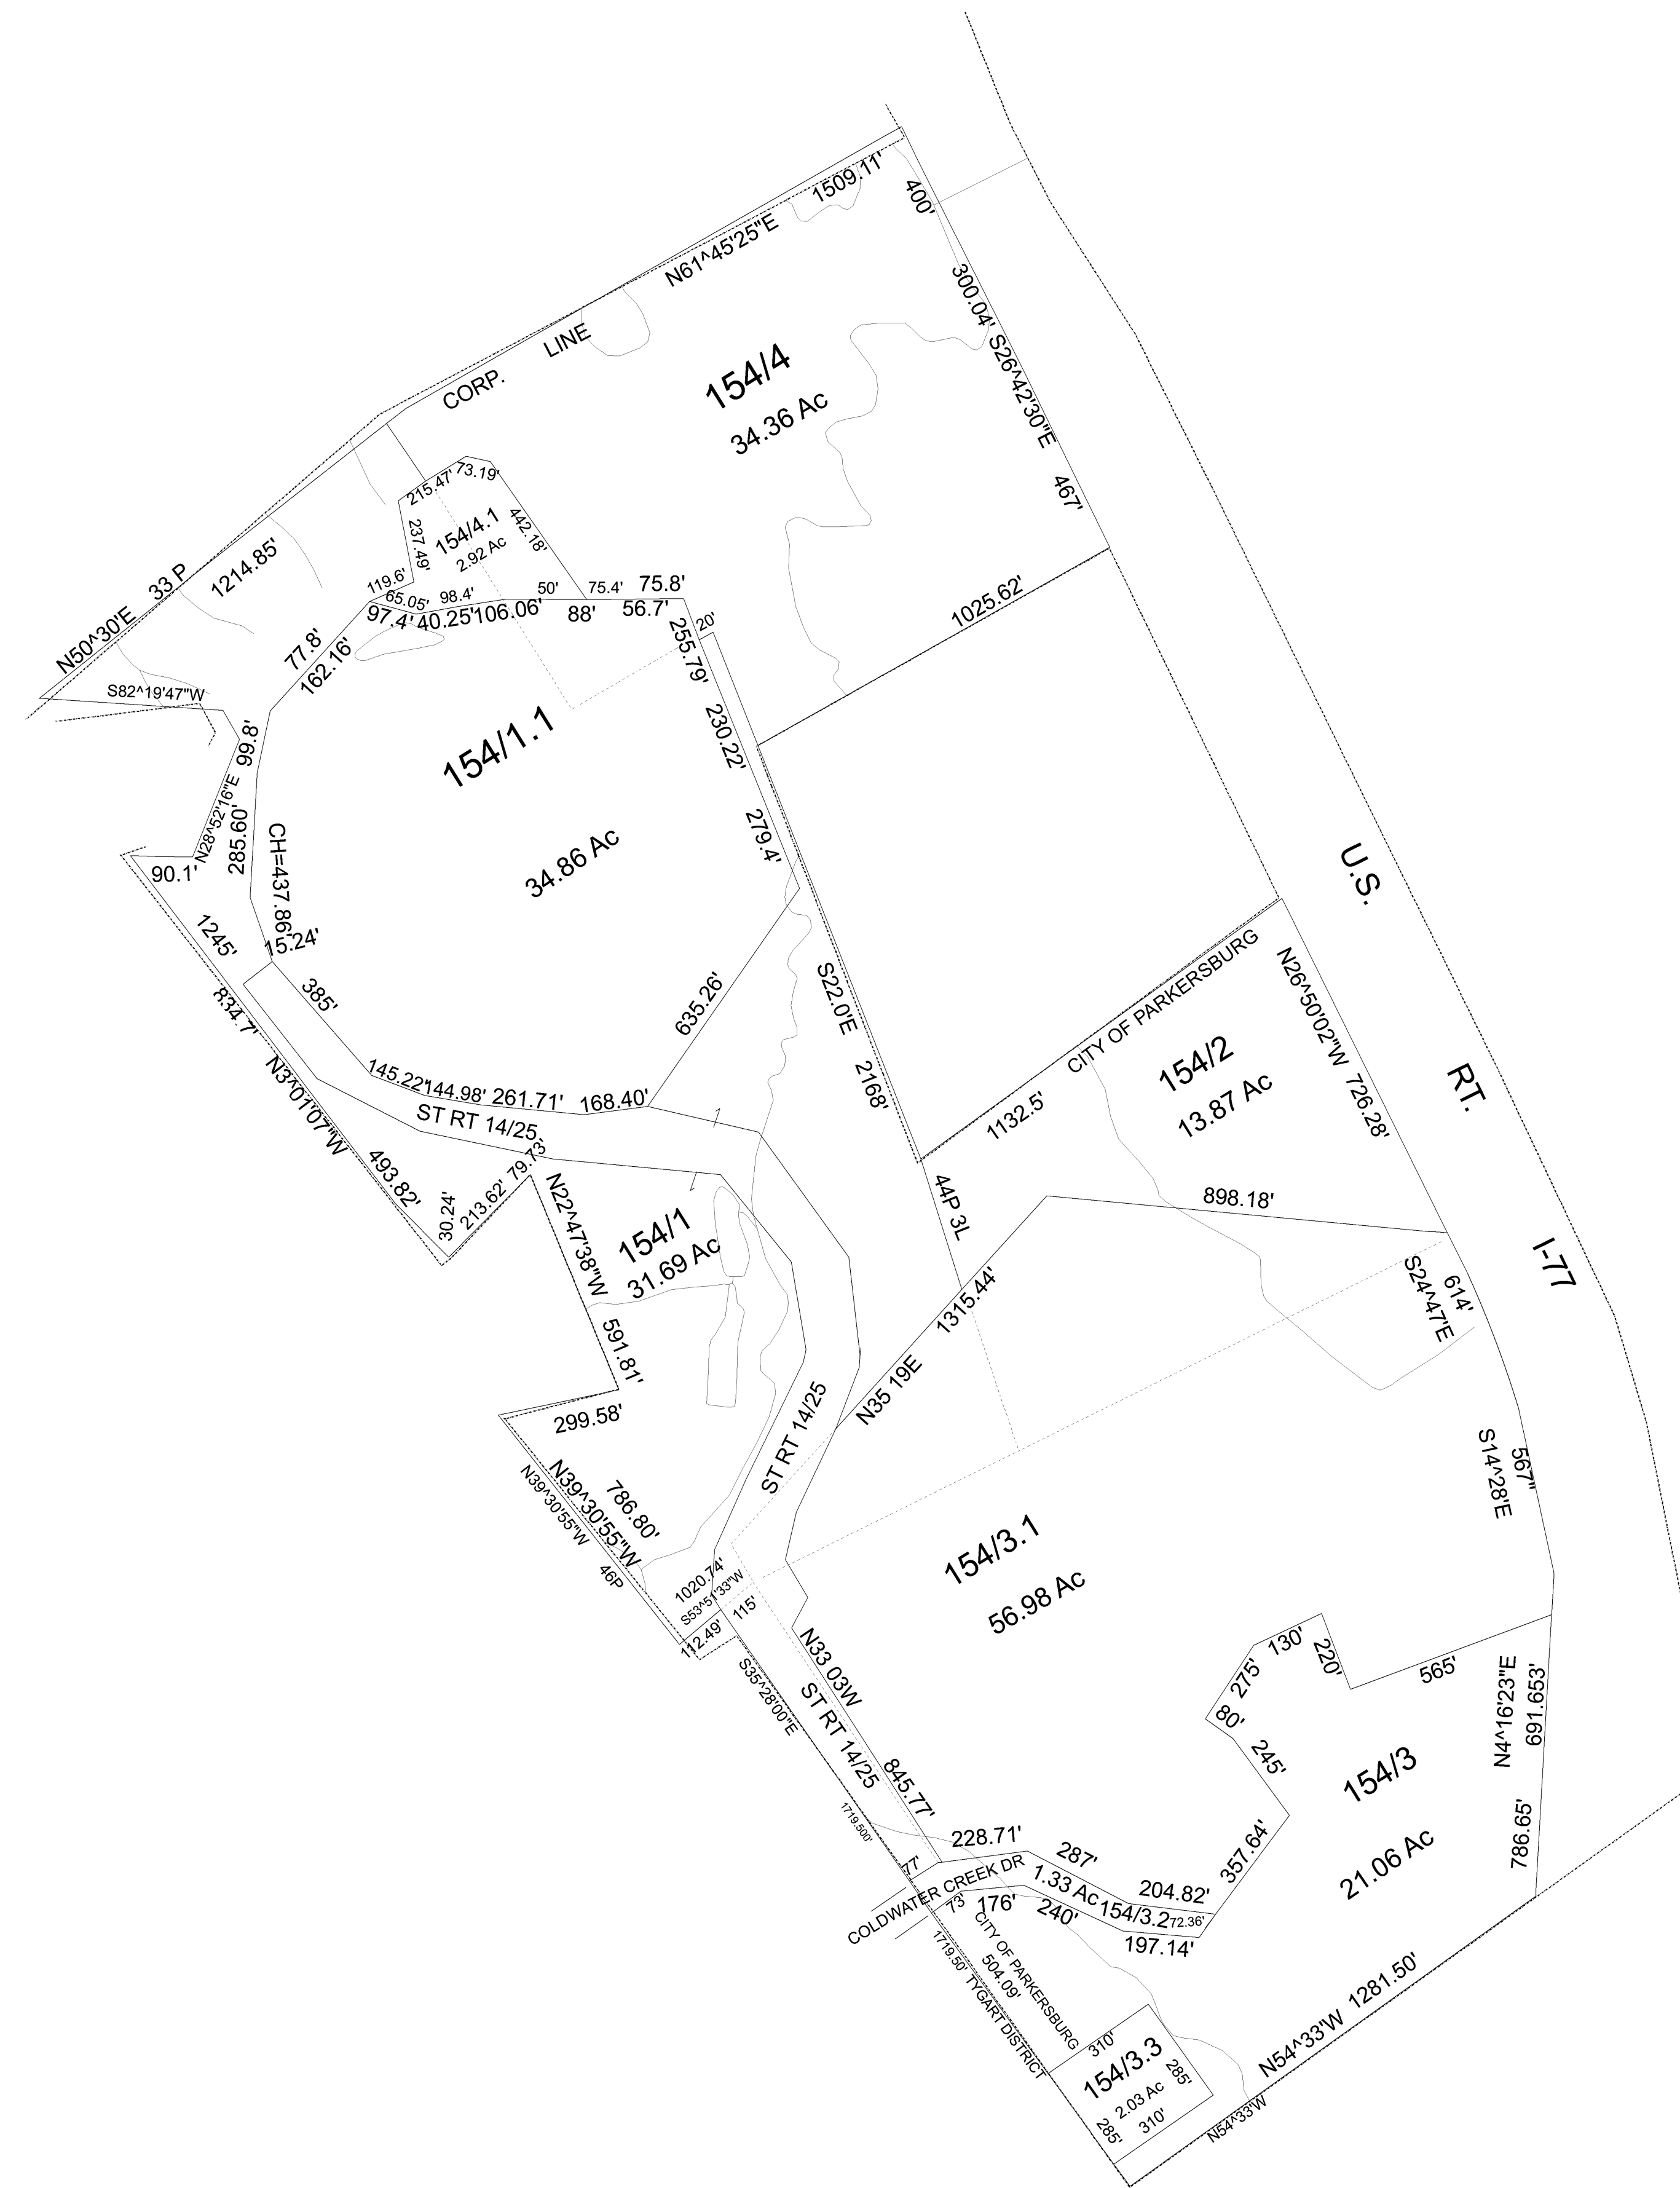 1509.11'
400'
N61^45'25"E
300.04'
S26^42'30"E
467'
CORP.
LINE
154/4
34.36 Ac
215.47'
73.19'
237.49'
154/4.1
2.92 Ac
442.18'
33 P
1214.85'
N50^30'E
119.6'
65.05'
98.4'
50'
75.4'
75.8'
97.4'
40.25'
106.06'
88'
56.7'
20'
1025.62'
77.8'
162.16'
255.79'
S82^19'47"W
99.8'
230.22'
154/1.1
34.86 Ac
279.4'
N28^52'16"E
285.60'
CH=437.86'
90.1'
1245'
15.24'
385'
834.7'
635.26'
S22.0'E
2168'
U.S.
RT.
I-77
CITY OF PARKERSBURG
N26^50'02"W
726.28'
154/2
13.87 Ac
1132.5'
N3^01'07"W
145.22'
144.98'
261.71'
168.40'
ST RT 14/25
493.82'
30.24'
213.62'
79.73'
N22^47'38"W
154/1
31.69 Ac
44P 3L
898.18'
1315.44'
N35 19E
614'
S24^47'E
591.81'
299.58'
ST RT 14/25
567"
S14^28'E
N39^30'55"W
N39^30'55"W
786.80'
46P
154/3.1
56.98 Ac
1020.74'
S53^51'33"W
115'
112.49'
N33 03W
S35^28'00"E
ST RT 14/25
845.77'
130'
220'
275'
565'
80'
245'
N4^16'23"E
691.653'
154/3
21.06 Ac
786.65'
1719.500'
77'
228.71'
287'
357.64'
COLDWATER CREEK DR
1.33 Ac
204.82'
154/3.2
72.36'
73'
176'
240'
197.14'
CITY OF PARKERSBURG
504.09'
1719.50'
TYGART DISTRICT
1281.50'
N54^33'W
310'
154/3.3
285'
2.03 Ac
310'
285'
N54^33'W